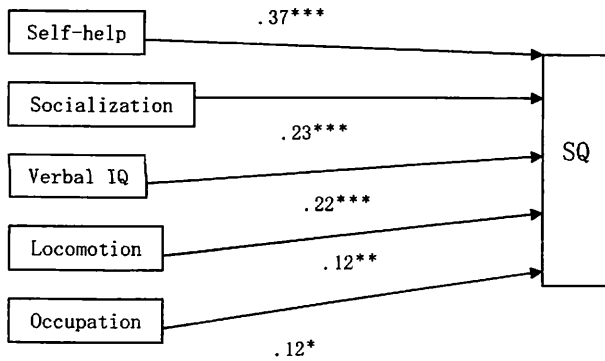 .37***
Self-help
Socialization
.23***
SQ
Verbal IQ
.22***
Locomotion
.12**
Occupation
.12*